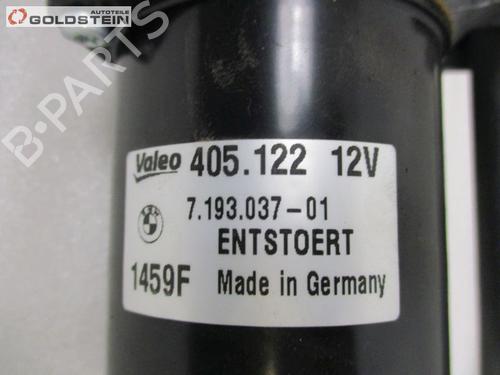 AUTOTEILE
GOLDSTEIN
B-PARTS
Valeo 405.122 12V
7.193.037-01
ENTSTOERT
1459F Made in Germany